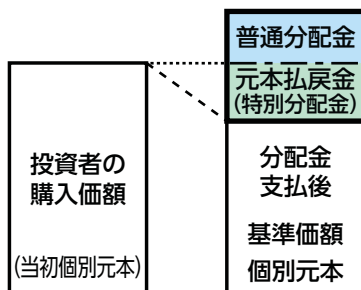 普通分配金
元本払戻金
(特別分配金)
投資者の
購入価額
(当初個別元本)
分配金
支払後
基準価額
個別元本